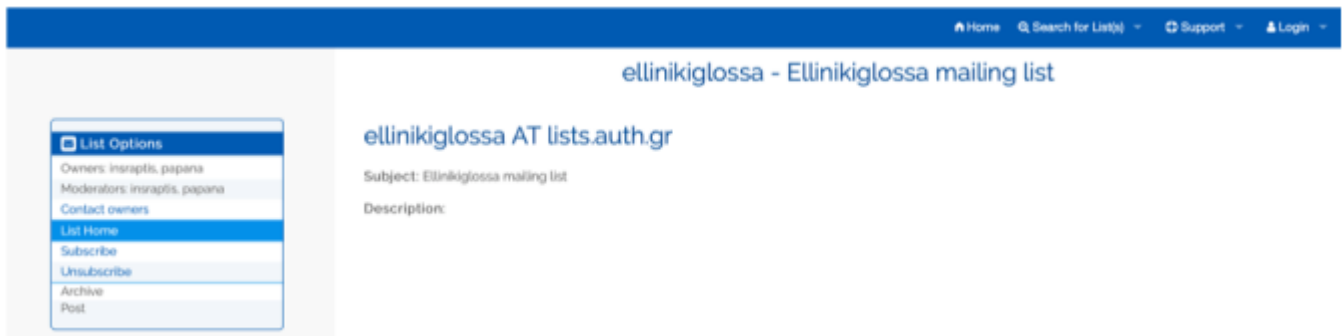 Home Search for List(s) Support Login
ellinikiglossa - Ellinikiglossa mailing list
List Options
Owners: insraptis, papana
Moderators: insraptis, papana
Contact owners
List Home
Subscribe
Unsubscribe
Archive
Post
ellinikiglossa AT lists.auth.gr
Subject: Ellinikiglossa mailing list
Description: